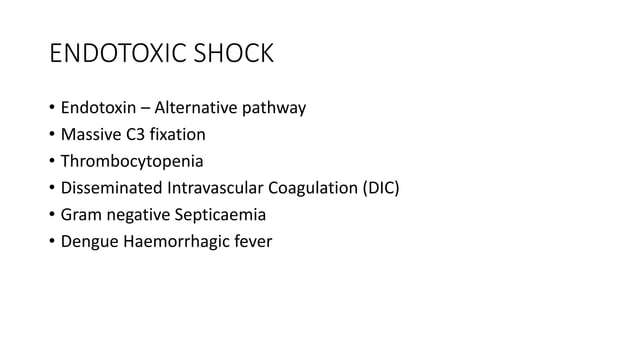 ENDOTOXIC SHOCK
• Endotoxin – Alternative pathway
• Massive C3 fixation
• Thrombocytopenia
• Disseminated Intravascular Coagulation (DIC)
• Gram negative Septicaemia
• Dengue Haemorrhagic fever